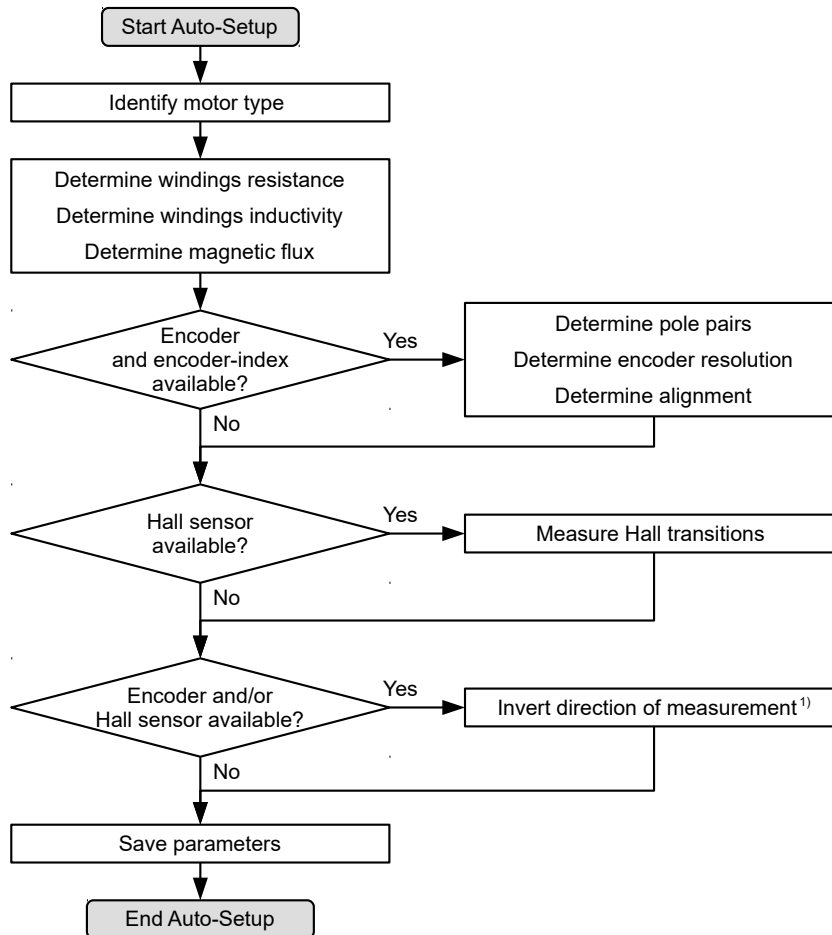 Start Auto-Setup
Identify motor type
Determine windings resistance
Determine windings inductivity
Determine magnetic flux
Encoder
and encoder-index
available?
Yes
Determine pole pairs
Determine encoder resolution
Determine alignment
No
Hall sensor
available?
Yes
Measure Hall transitions
No
Encoder and/or
Hall sensor available?
Yes
Invert direction of measurement 1)
No
Save parameters
End Auto-Setup